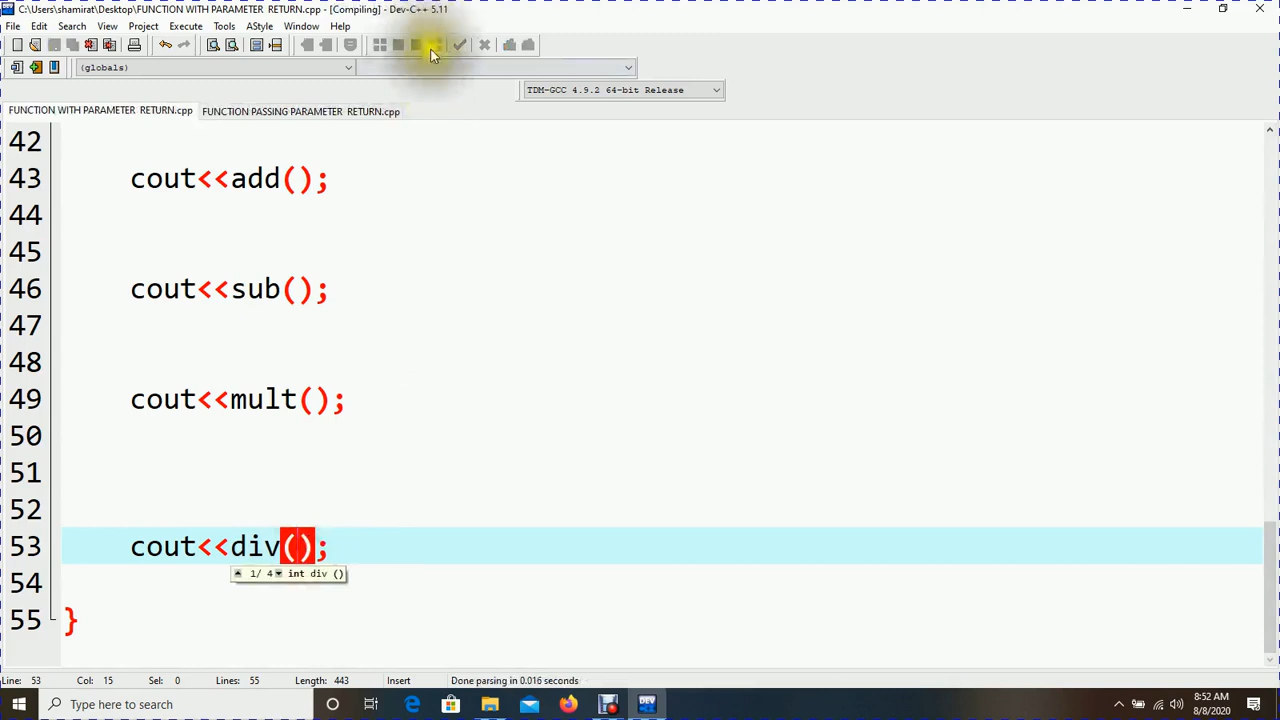 C:\Users\shamirat\Desktop\FUNCTION WITH PARAMETER  RETURN.cpp - [Compiling] - Dev-C++ 5.11
File Edit Search View Project Execute Tools AStyle Window Help
(globals)
TDM-GCC 4.9.2 64-bit Release
FUNCTION WITH PARAMETER  RETURN.cpp FUNCTION PASSING PARAMETER  RETURN.cpp
42
43 cout<<add();
44
45
46 cout<<sub();
47
48
49 cout<<mult();
50
51
52
53 cout<<div();
1/ 4 int div ()
54
55 }
Line: 53 Col: 15 Sel: 0 Lines: 55 Length: 443 Insert Done parsing in 0.016 seconds
Type here to search
DEV
8:52 AM
8/8/2020